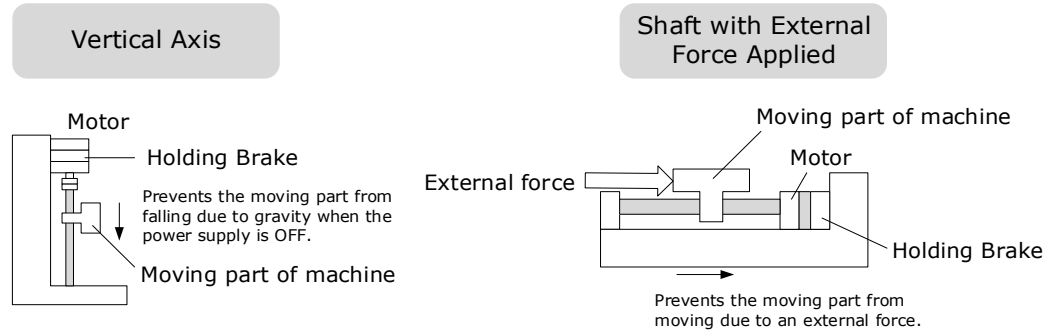 Vertical Axis
Motor
Holding Brake
Prevents the moving part from
falling due to gravity when the
power supply is OFF.
Moving part of machine
Shaft with External
Force Applied
Moving part of machine
Motor
External force
Holding Brake
Prevents the moving part from
moving due to an external force.